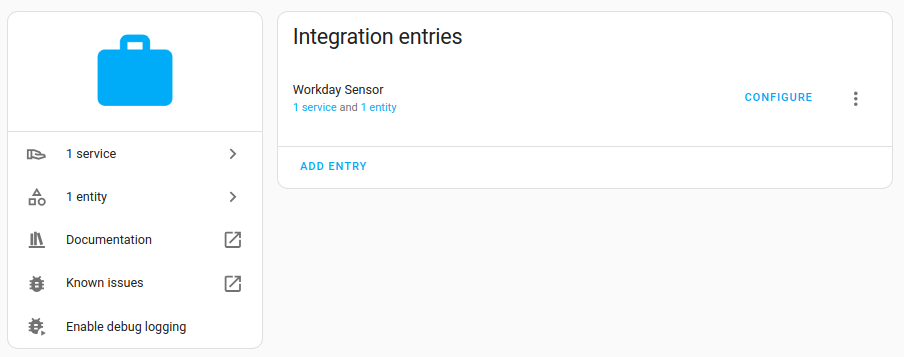 1 service
1 entity
Documentation
Known issues
Enable debug logging
Integration entries
Workday Sensor
1 service and 1 entity
CONFIGURE
ADD ENTRY